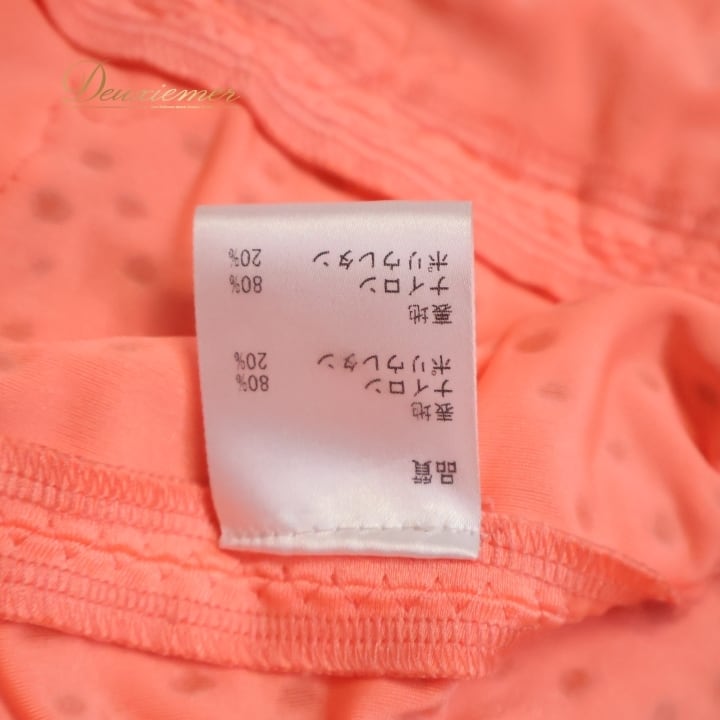 Deuxiemer
品質
表地
ナイロン 80%
ポリウレタン 20%
裏地
ナイロン 80%
ポリウレタン 20%